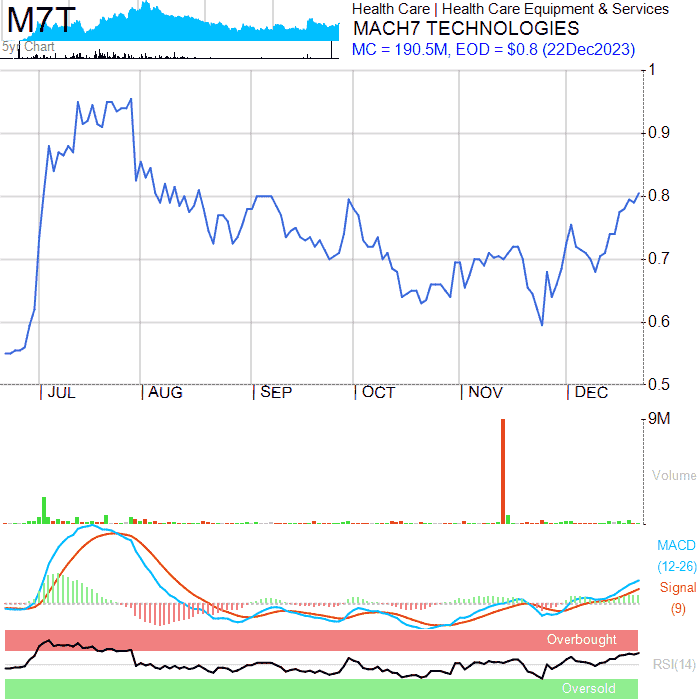 M7T
5yr Chart
Health Care | Health Care Equipment & Services
MACH7 TECHNOLOGIES
MC = 190.5M, EOD = $0.8 (22Dec2023)
1
0.9
0.8
0.7
0.6
0.5
JUL AUG SEP OCT NOV DEC
9M
Volume
MACD
(12-26)
Signal
(9)
Overbought
RSI(14)
Oversold